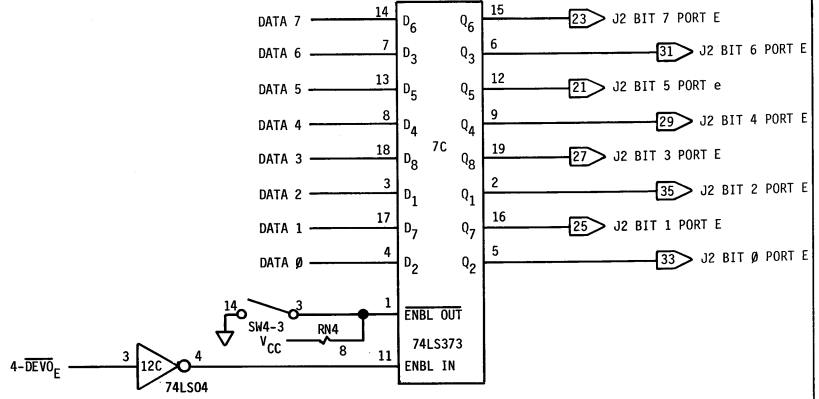 DATA 7 14 D6 Q6 15 23 J2 BIT 7 PORT E
DATA 6 7 D3 Q3 6 31 J2 BIT 6 PORT E
DATA 5 13 D5 Q5 12 21 J2 BIT 5 PORT e
DATA 4 8 D4 Q4 9 29 J2 BIT 4 PORT E
7C
DATA 3 18 D8 Q8 19 27 J2 BIT 3 PORT E
DATA 2 3 D1 Q1 2 35 J2 BIT 2 PORT E
DATA 1 17 D7 Q7 16 25 J2 BIT 1 PORT E
DATA Ø 4 D2 Q2 5 33 J2 BIT Ø PORT E
14 3 1 ENBL OUT
SW4-3 RN4
VCC 8 74LS373
4-DEVOE 3 12C 4 11 ENBL IN
74LS04